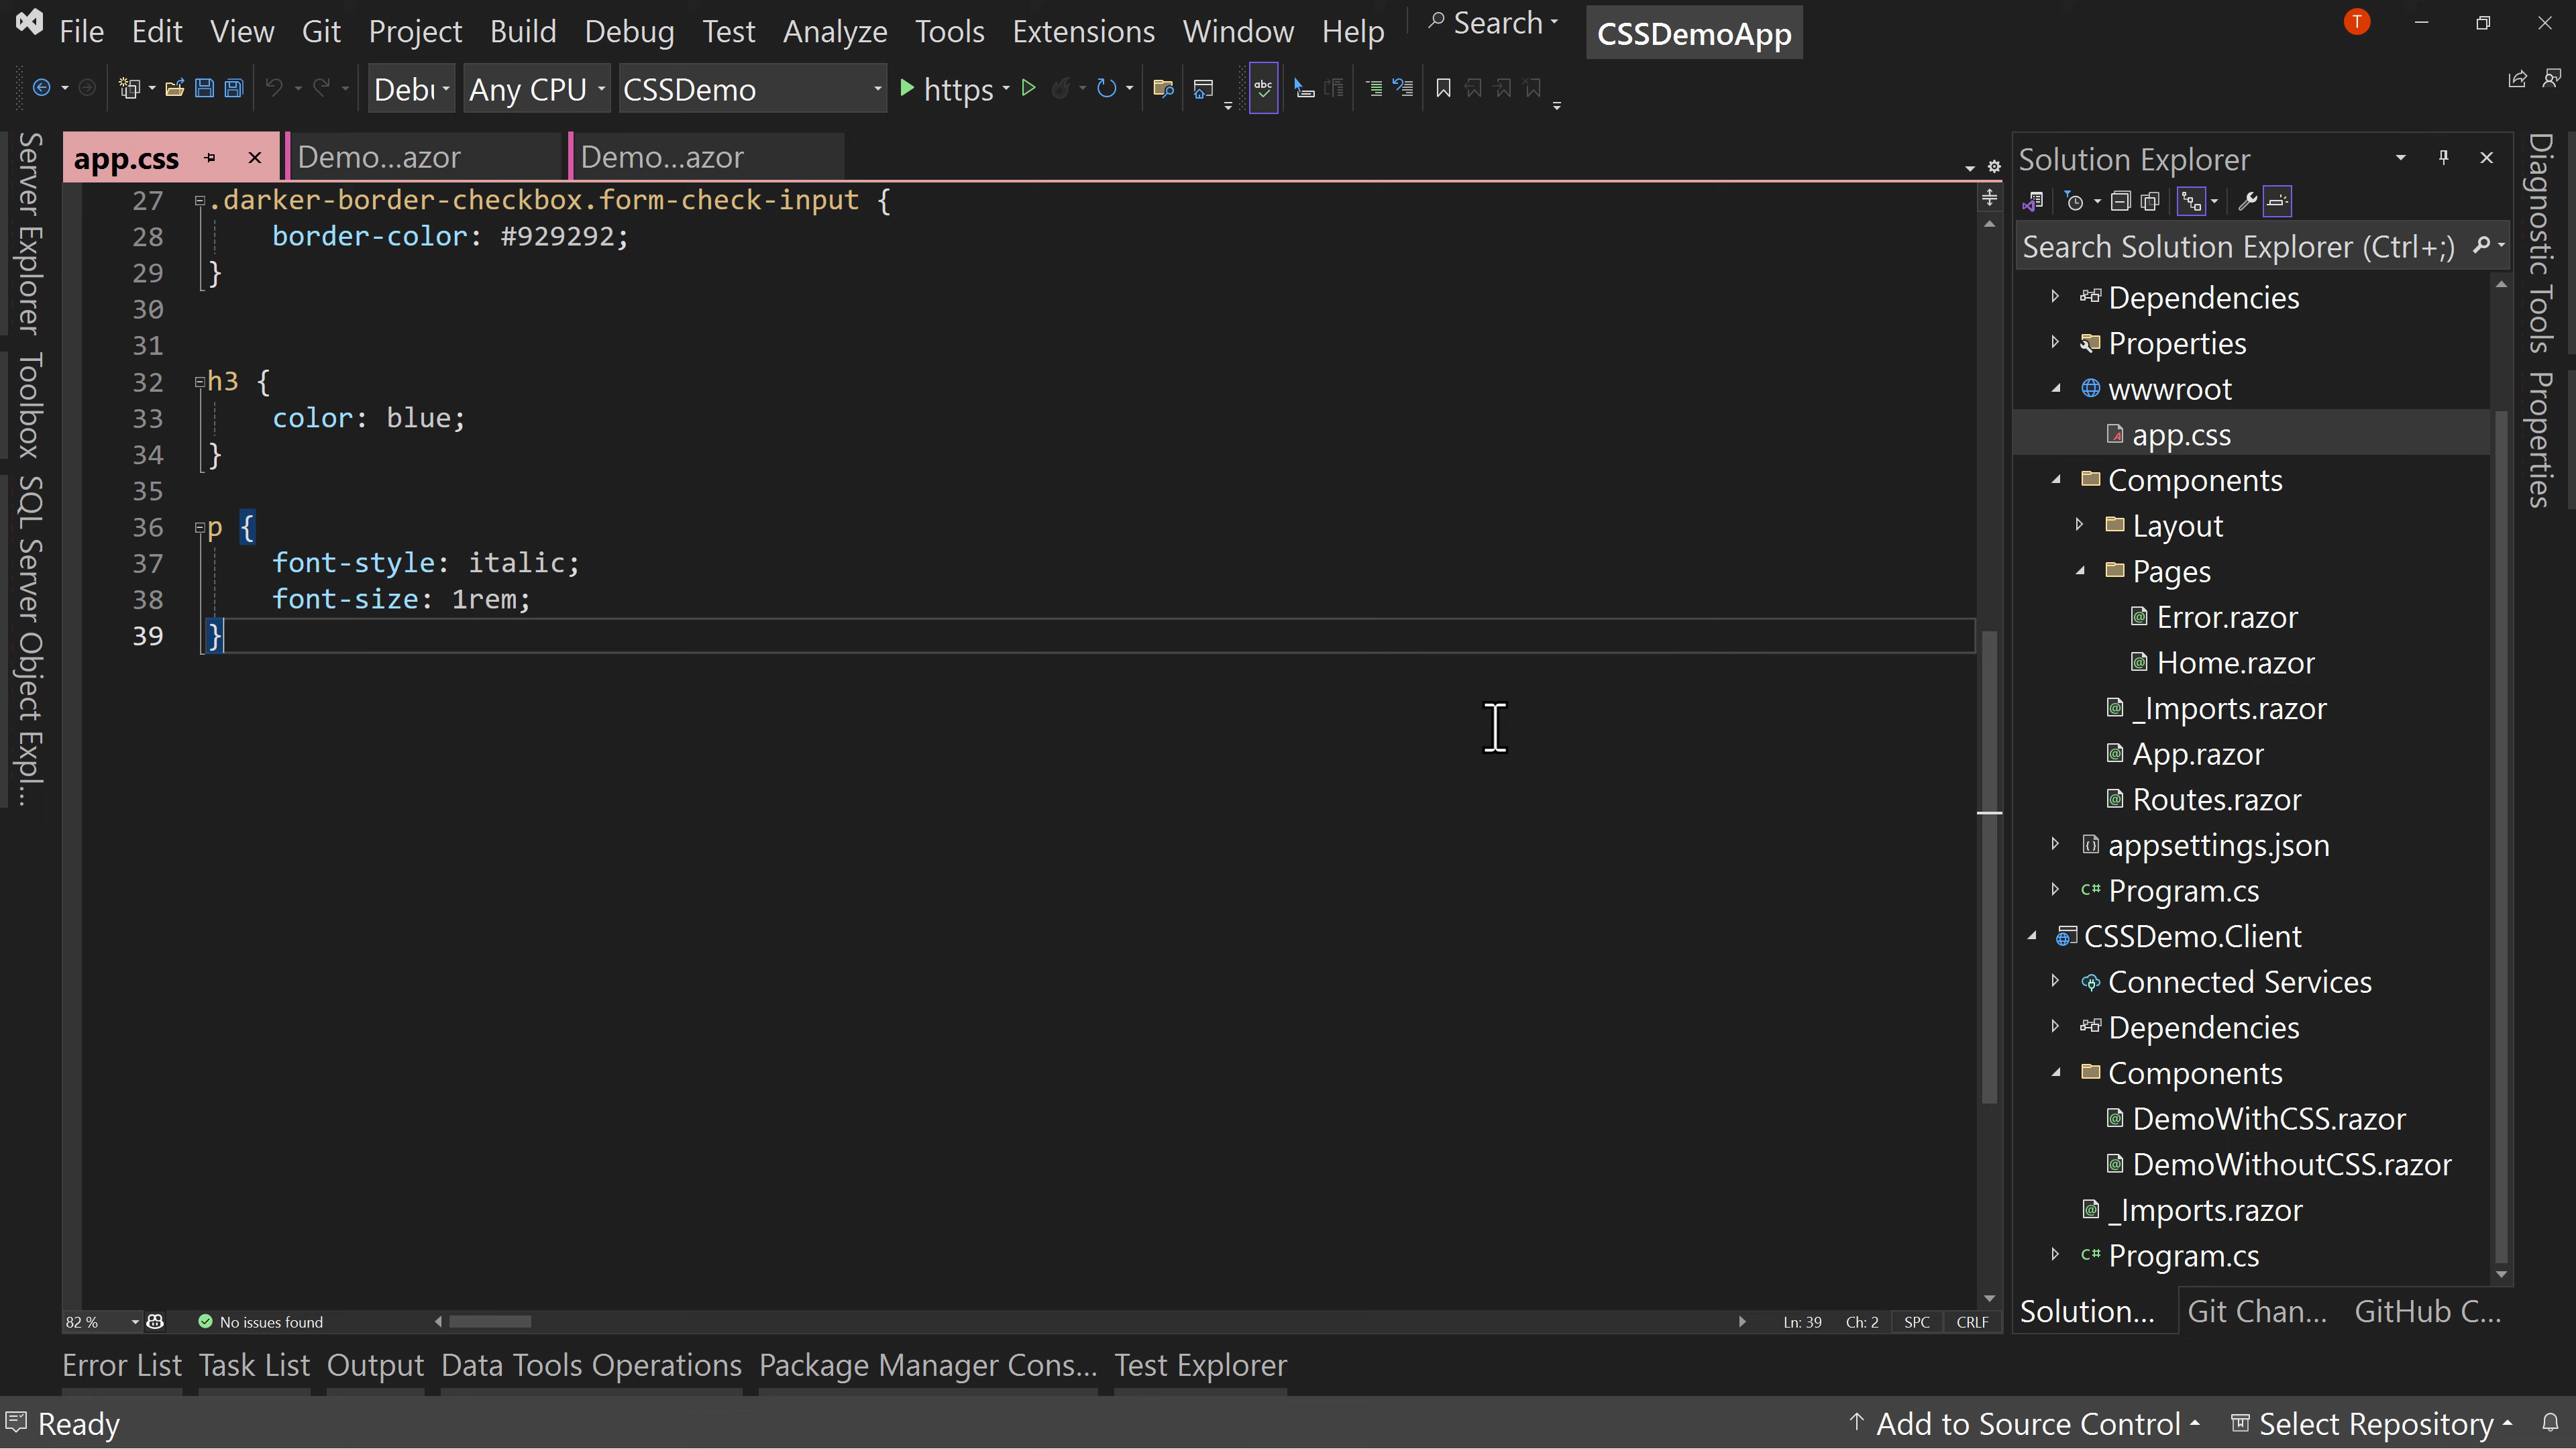 File Edit View Git Project Build Debug Test Analyze Tools Extensions Window Help Search CSSDemoApp T
Debu Any CPU CSSDemo https abc
app.css Demo...azor Demo...azor
27 .darker-border-checkbox.form-check-input {
28 border-color: #929292;
29 }
30
31
32 h3 {
33 color: blue;
34 }
35
36 p {
37 font-style: italic;
38 font-size: 1rem;
39 }
82 % No issues found Ln: 39 Ch: 2 SPC CRLF
Server Explorer
Toolbox
SQL Server Object Expl...
Solution Explorer
Search Solution Explorer (Ctrl+;)
Dependencies
Properties
wwwroot
app.css
Components
Layout
Pages
Error.razor
Home.razor
_Imports.razor
App.razor
Routes.razor
appsettings.json
C# Program.cs
CSSDemo.Client
Connected Services
Dependencies
Components
DemoWithCSS.razor
DemoWithoutCSS.razor
_Imports.razor
C# Program.cs
Solution... Git Chan... GitHub C...
Diagnostic Tools
Properties
Error List Task List Output Data Tools Operations Package Manager Cons... Test Explorer
Ready Add to Source Control Select Repository